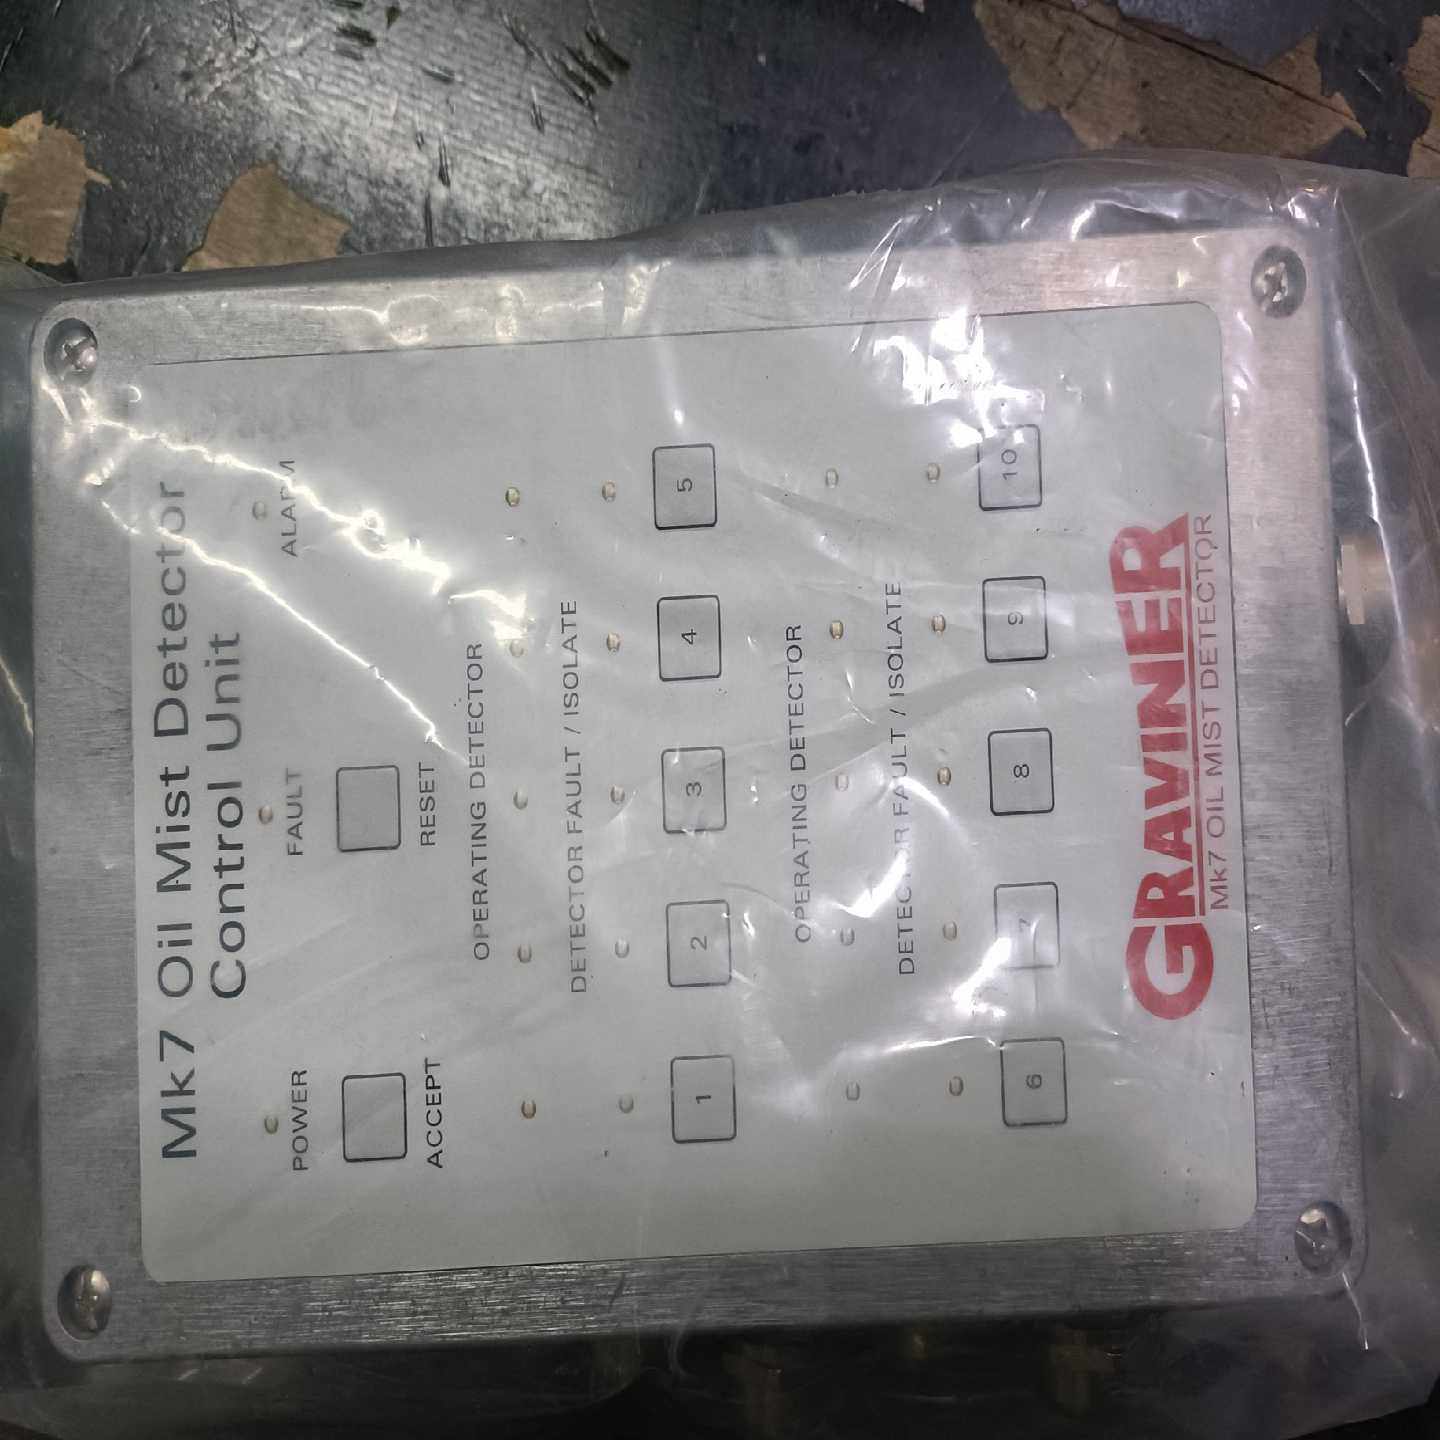 Mk7 Oil Mist Detector
Control Unit
POWER FAULT ALARM
ACCEPT RESET
OPERATING DETECTOR
DETECTOR FAULT / ISOLATE
1 2 3 4 5
OPERATING DETECTOR
DETECTOR FAULT / ISOLATE
6 7 8 9 10
GRAVINER
Mk7 OIL MIST DETECTOR